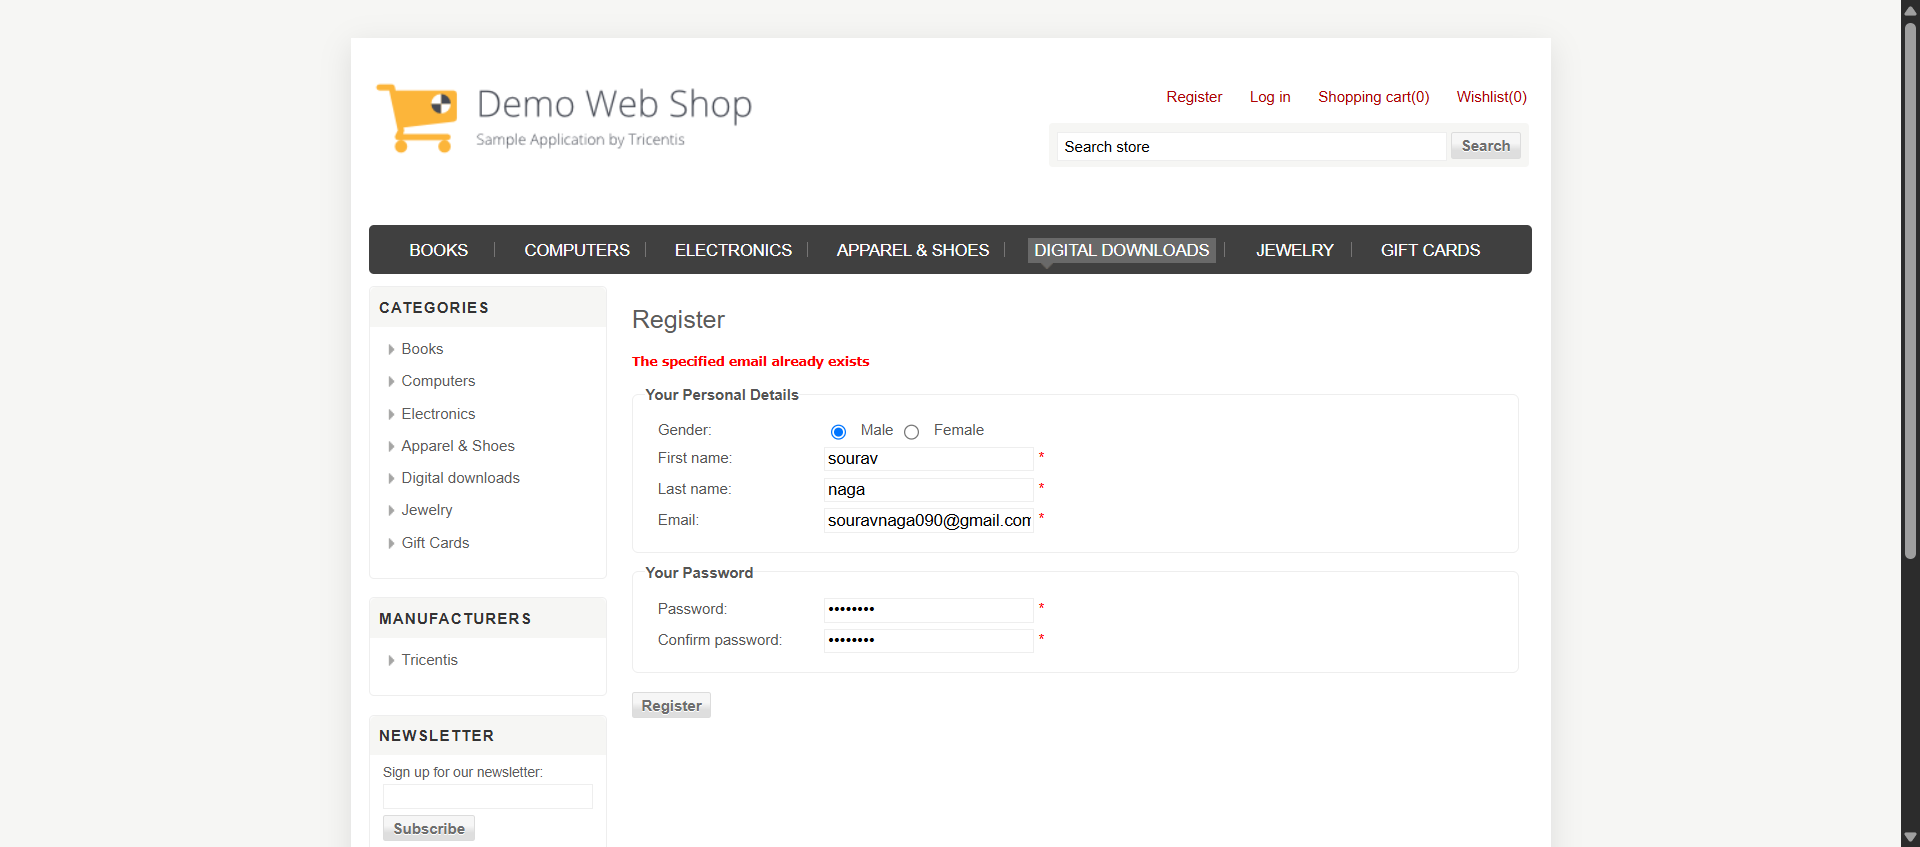 Demo Web Shop
Sample Application by Tricentis
Register Log in Shopping cart(0) Wishlist(0)
Search store Search
BOOKS COMPUTERS ELECTRONICS APPAREL & SHOES DIGITAL DOWNLOADS JEWELRY GIFT CARDS
CATEGORIES
Books
Computers
Electronics
Apparel & Shoes
Digital downloads
Jewelry
Gift Cards
MANUFACTURERS
Tricentis
NEWSLETTER
Sign up for our newsletter:
Subscribe
Register
The specified email already exists
Your Personal Details
Gender: Male Female
First name: sourav *
Last name: naga *
Email: souravnaga090@gmail.com *
Your Password
Password: •••••••• *
Confirm password: •••••••• *
Register